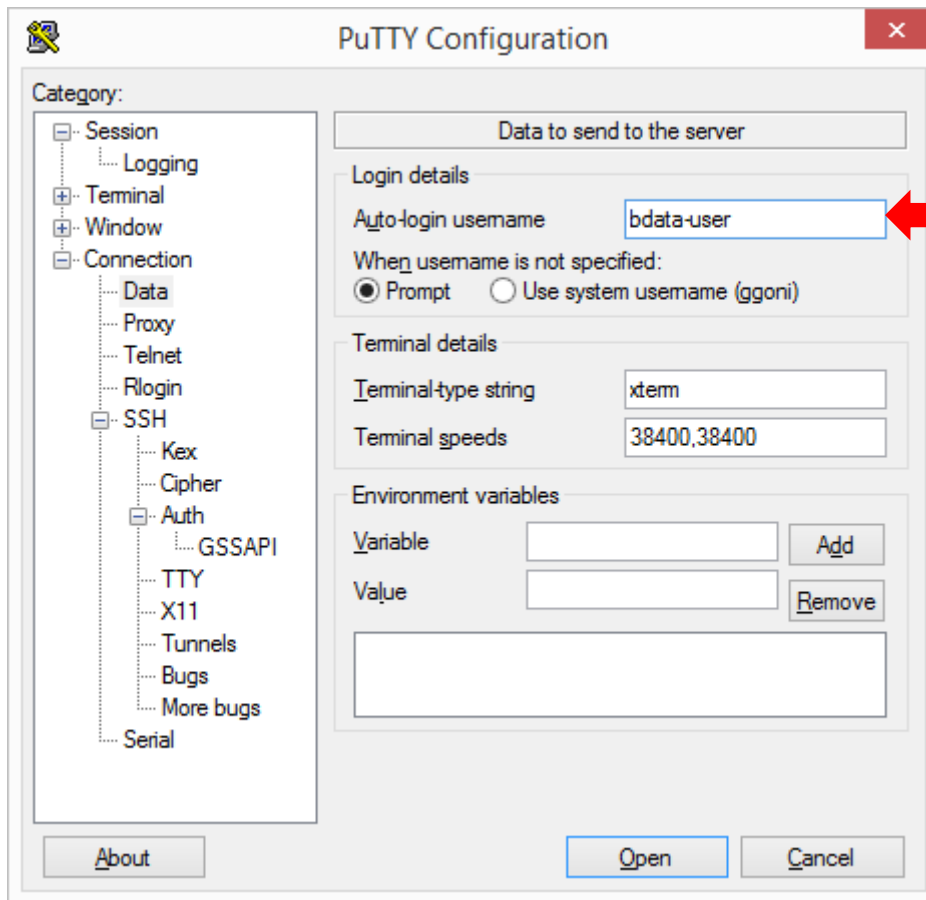 PuTTY Configuration
Category:
Session
Logging
Terminal
Window
Connection
Data
Proxy
Telnet
Rlogin
SSH
Kex
Cipher
Auth
GSSAPI
TTY
X11
Tunnels
Bugs
More bugs
Serial
Data to send to the server
Login details
Auto-login username bdata-user
When username is not specified:
Prompt Use system username (ggoni)
Terminal details
Terminal-type string xterm
Terminal speeds 38400,38400
Environment variables
Variable Add
Value Remove
About Open Cancel